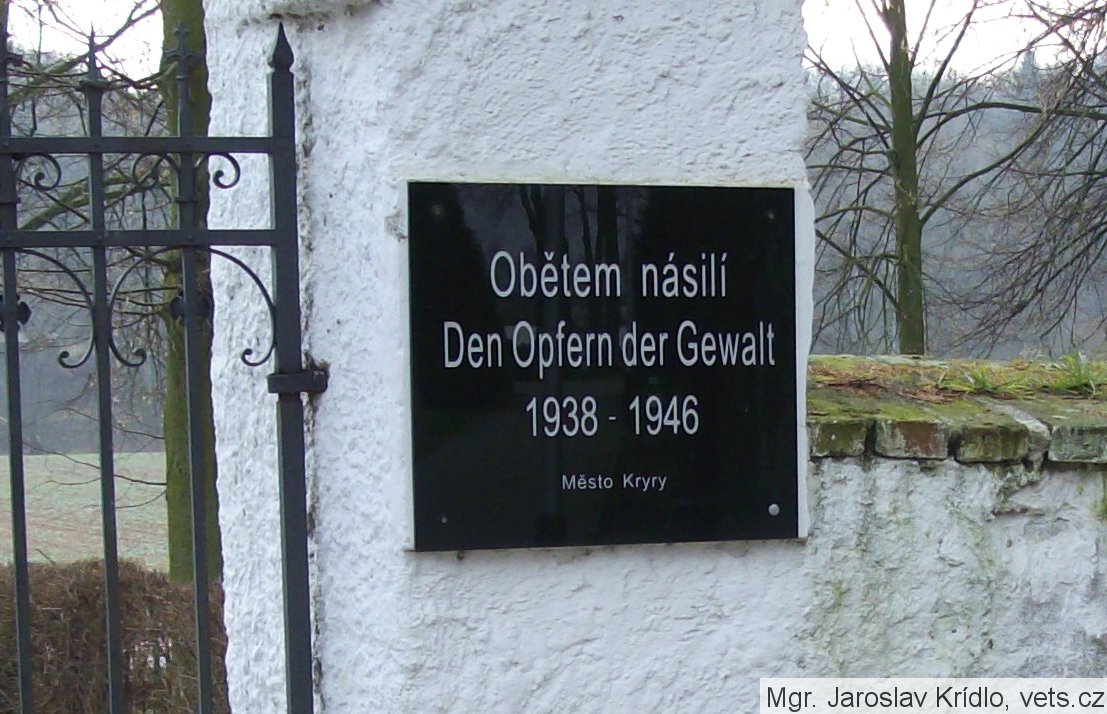 Obětem násilí
Den Opfern der Gewalt
1938 - 1946
Město Kryry
Mgr. Jaroslav Krídlo, vets.cz